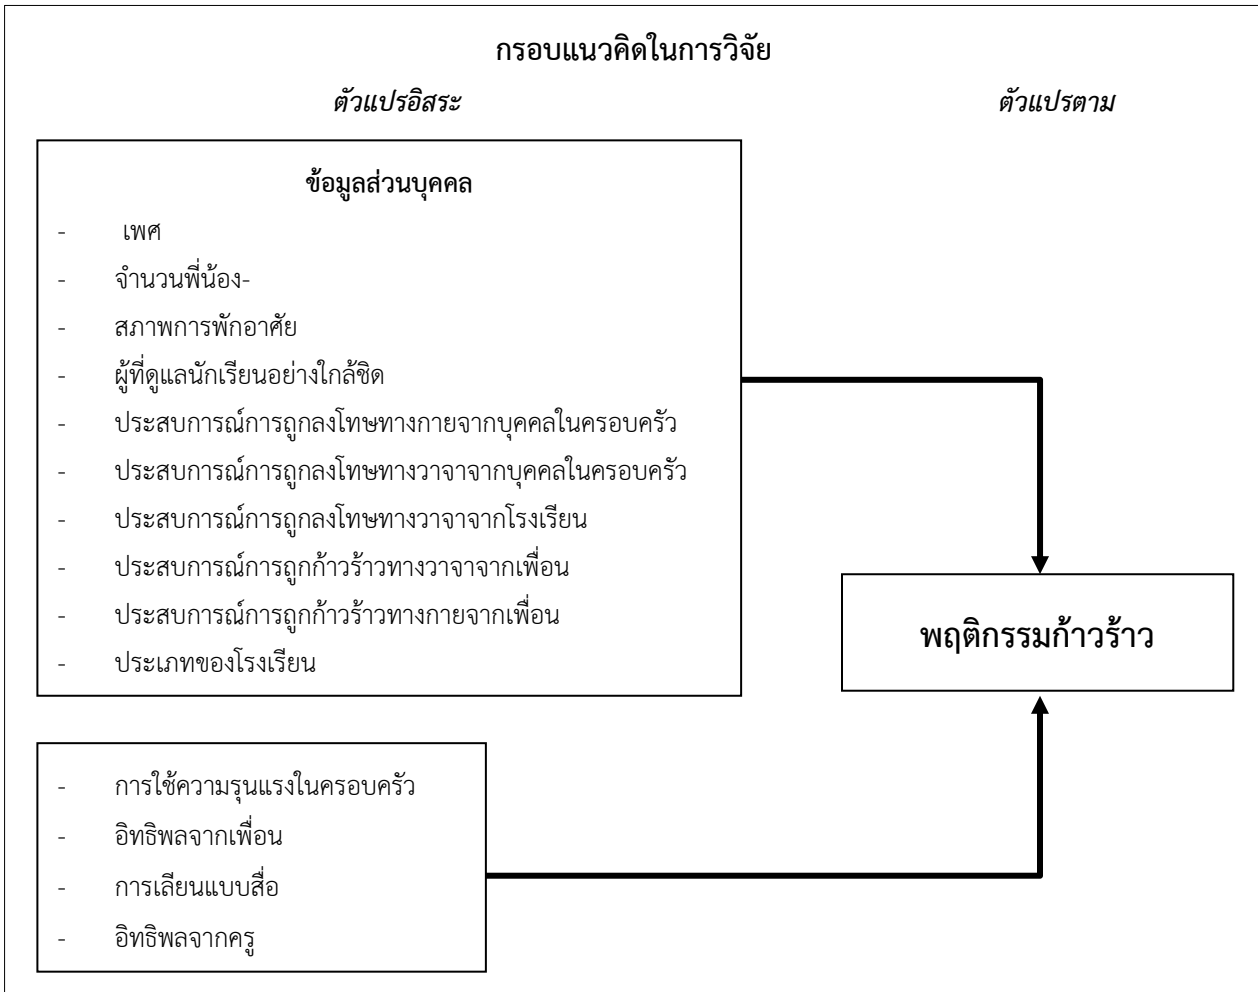 กรอบแนวคิดในการวิจัย
ตัวแปรอิสระ ตัวแปรตาม
ข้อมูลส่วนบุคคล
- เพศ
- จำนวนพี่น้อง-
- สภาพการพักอาศัย
- ผู้ที่ดูแลนักเรียนอย่างใกล้ชิด
- ประสบการณ์การถูกลงโทษทางกายจากบุคคลในครอบครัว
- ประสบการณ์การถูกลงโทษทางวาจาจากบุคคลในครอบครัว
- ประสบการณ์การถูกลงโทษทางวาจาจากโรงเรียน
- ประสบการณ์การถูกก้าวร้าวทางวาจาจากเพื่อน
- ประสบการณ์การถูกก้าวร้าวทางกายจากเพื่อน
- ประเภทของโรงเรียน
พฤติกรรมก้าวร้าว
- การใช้ความรุนแรงในครอบครัว
- อิทธิพลจากเพื่อน
- การเลียนแบบสื่อ
- อิทธิพลจากครู